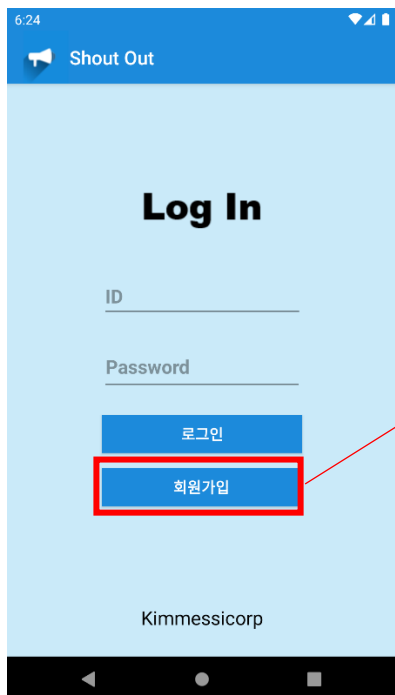 6:24
Shout Out
Log In
ID
Password
로그인
회원가입
Kimmessicorp